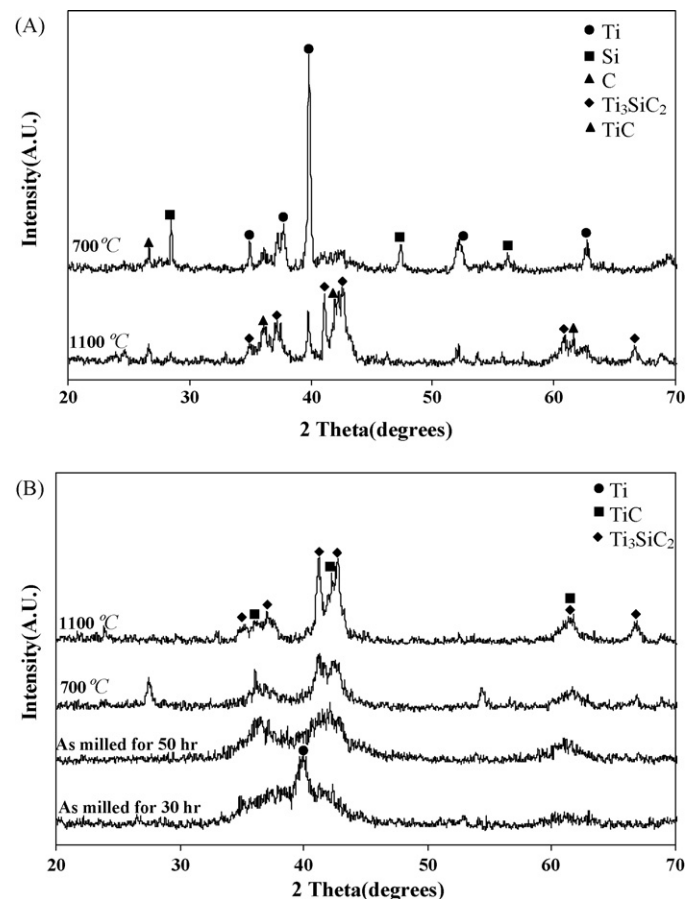 (A)
Intensity(A.U.)
● Ti
■ Si
▲ C
◆ Ti₃SiC₂
▲ TiC
700 °C
1100 °C
20 30 40 50 60 70
2 Theta(degrees)
(B)
Intensity(A.U.)
● Ti
■ TiC
◆ Ti₃SiC₂
1100 °C
700 °C
As milled for 50 hr
As milled for 30 hr
20 30 40 50 60 70
2 Theta(degrees)